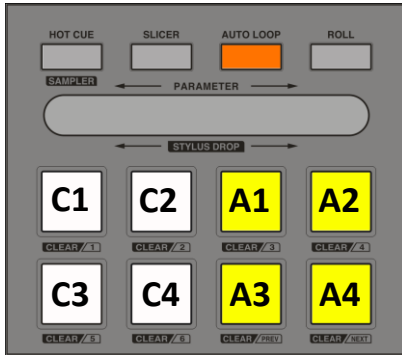 HOT CUE SLICER AUTO LOOP ROLL
SAMPLER PARAMETER
STYLUS DROP
C1 C2 A1 A2
CLEAR/1 CLEAR/2 CLEAR/3 CLEAR/4
C3 C4 A3 A4
CLEAR/5 CLEAR/6 CLEAR/PREV CLEAR/NEXT